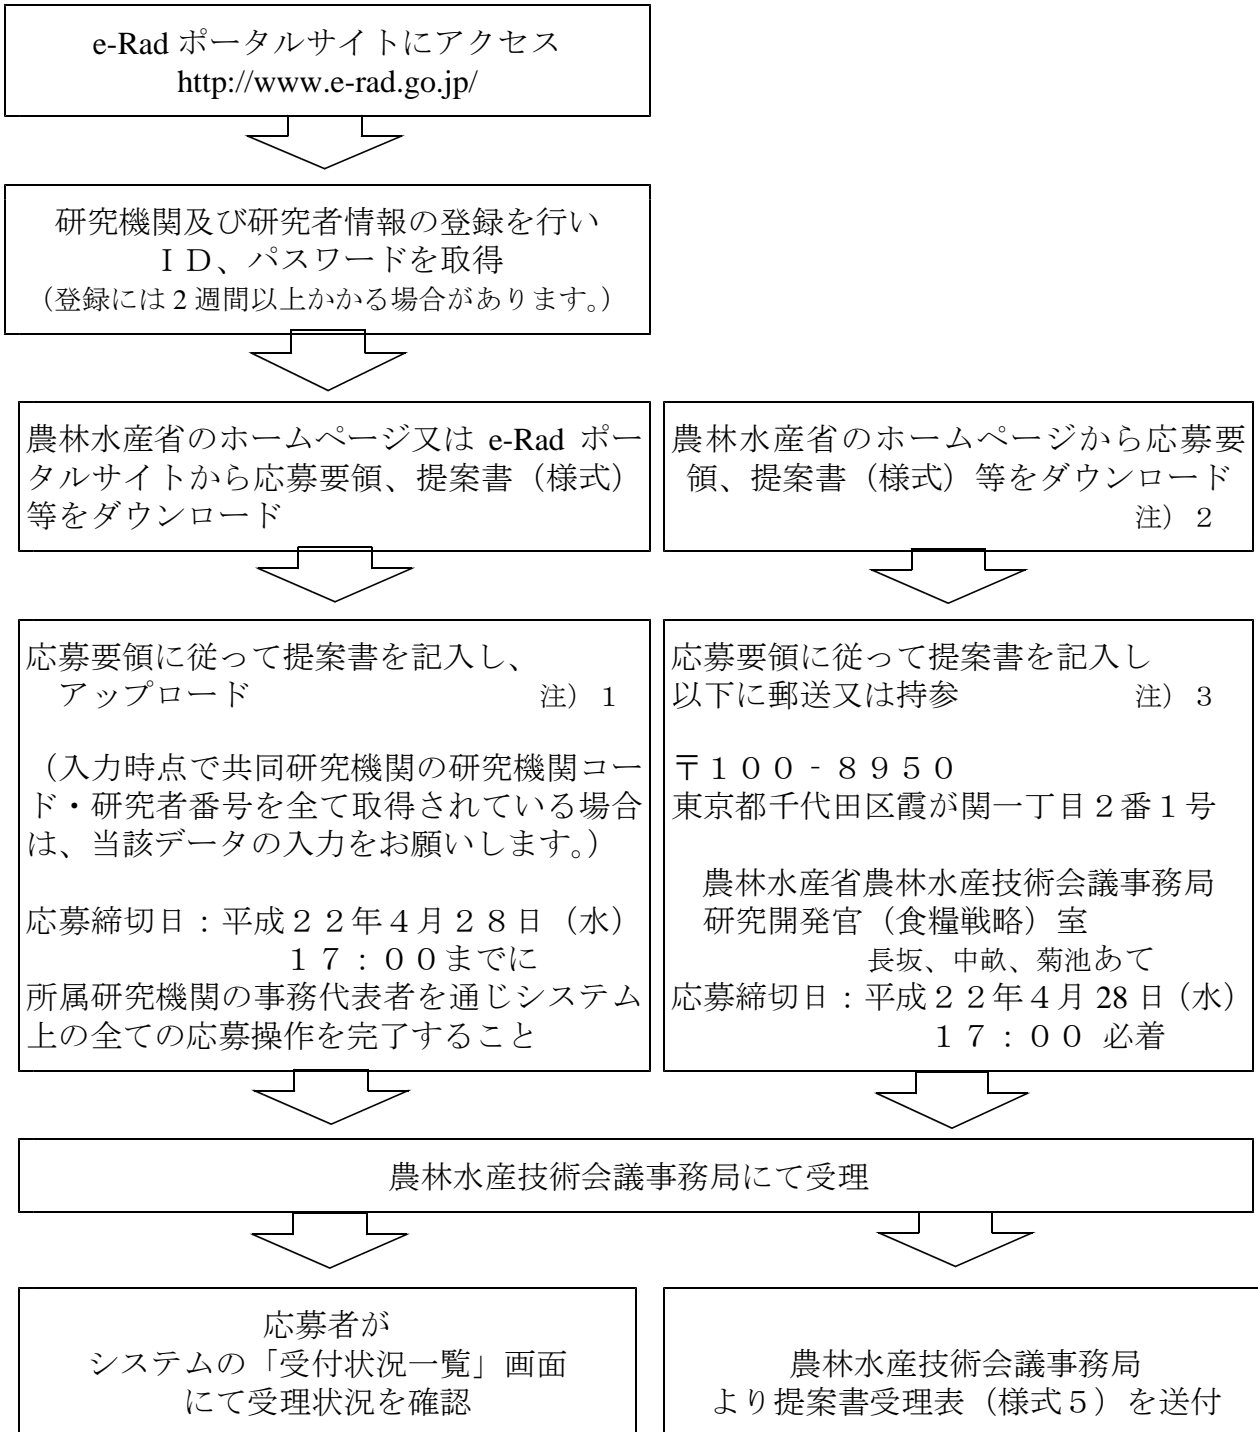 e-Rad ポータルサイトにアクセス
http://www.e-rad.go.jp/
研究機関及び研究者情報の登録を行い
ＩＤ、パスワードを取得
（登録には２週間以上かかる場合があります。）
農林水産省のホームページ又は e-Rad ポー
タルサイトから応募要領、提案書（様式）
等をダウンロード
農林水産省のホームページから応募要
領、提案書（様式）等をダウンロード
注）２
応募要領に従って提案書を記入し、
アップロード 注）１
（入力時点で共同研究機関の研究機関コー
ド・研究者番号を全て取得されている場合
は、当該データの入力をお願いします。）
応募締切日：平成２２年４月２８日（水）
１７：００までに
所属研究機関の事務代表者を通じシステム
上の全ての応募操作を完了すること
応募要領に従って提案書を記入し
以下に郵送又は持参 注）３
〒１００‐８９５０
東京都千代田区霞が関一丁目２番１号
農林水産省農林水産技術会議事務局
研究開発官（食糧戦略）室
長坂、中畝、菊池あて
応募締切日：平成２２年４月 28 日（水）
１７：００ 必着
農林水産技術会議事務局にて受理
応募者が
システムの「受付状況一覧」画面
にて受理状況を確認
農林水産技術会議事務局
より提案書受理表（様式５）を送付